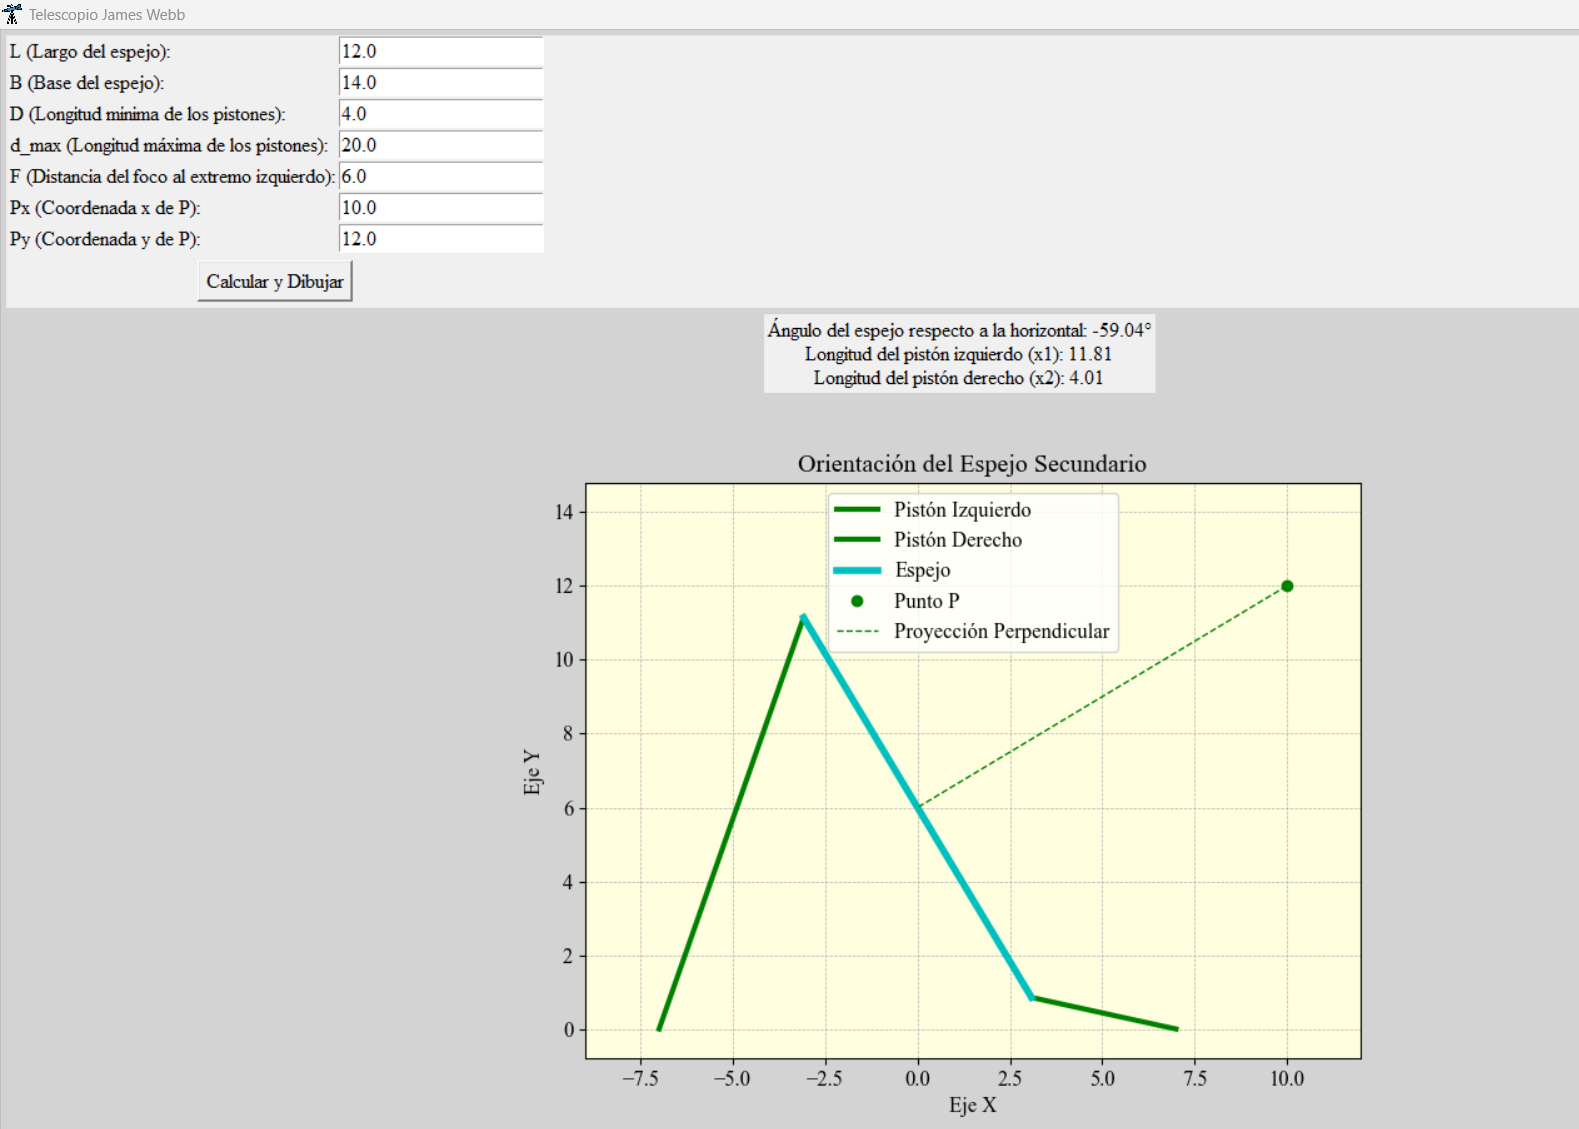 Telescopio James Webb
L (Largo del espejo): 12.0
B (Base del espejo): 14.0
D (Longitud mínima de los pistones): 4.0
d_max (Longitud máxima de los pistones): 20.0
F (Distancia del foco al extremo izquierdo): 6.0
Px (Coordenada x de P): 10.0
Py (Coordenada y de P): 12.0
Calcular y Dibujar
Ángulo del espejo respecto a la horizontal: -59.04°
Longitud del pistón izquierdo (x1): 11.81
Longitud del pistón derecho (x2): 4.01
Orientación del Espejo Secundario
Pistón Izquierdo
Pistón Derecho
Espejo
Punto P
Proyección Perpendicular
14
12
10
8
6
4
2
0
Eje Y
−7.5 −5.0 −2.5 0.0 2.5 5.0 7.5 10.0
Eje X